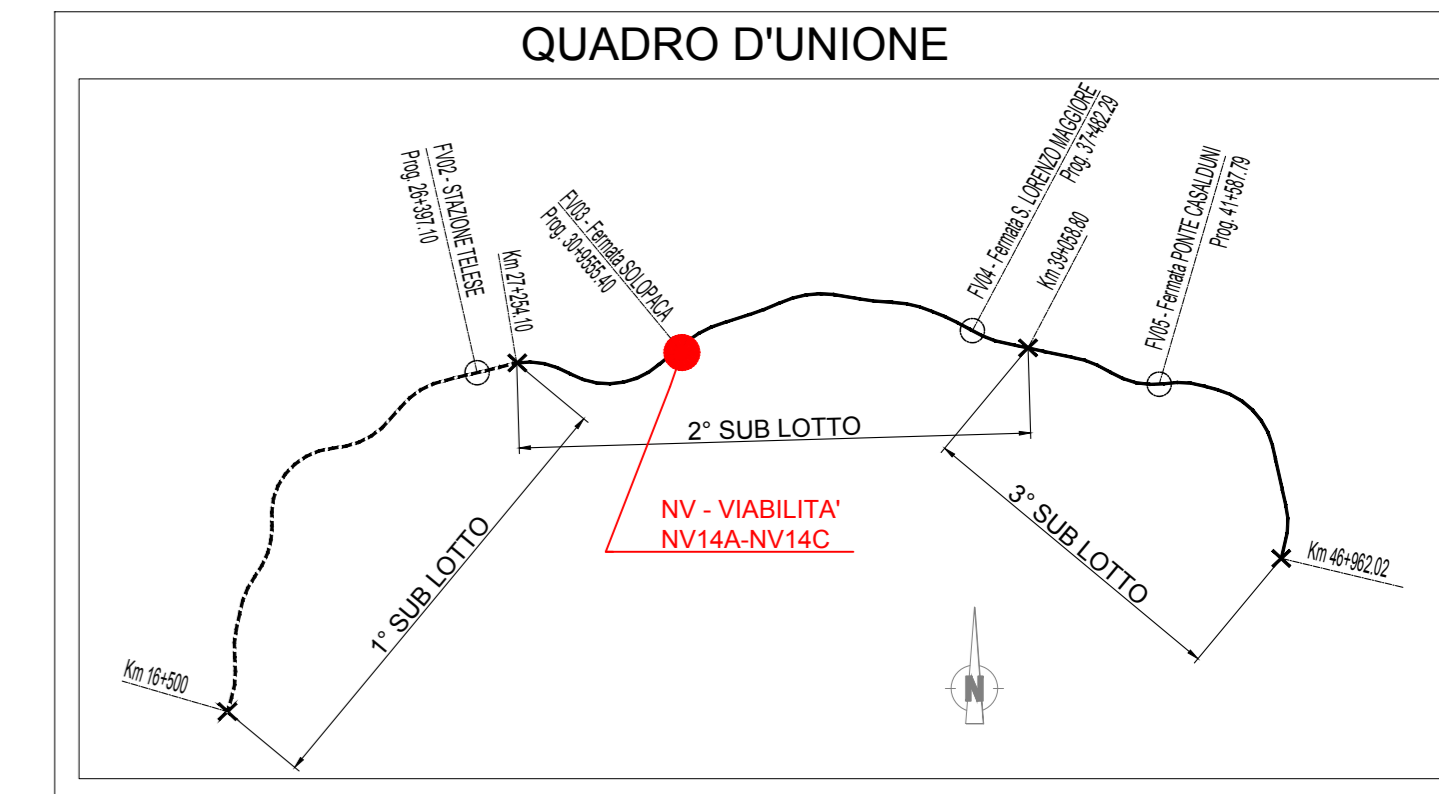 QUADRO D'UNIONE
FV02 - STAZIONE TELESE
Prog. 26+397.10
Km 27+254.10
FV03 - Fermata SOLOPACA
Prog. 30+9555.40
FV04 - Fermata S. LORENZO MAGGIORE
Prog. 37+482.29
Km 39+058.80
FV05 - Fermata PONTE CASALDUNI
Prog. 41+587.79
2° SUB LOTTO
NV - VIABILITA'
NV14A-NV14C
1° SUB LOTTO
3° SUB LOTTO
Km 46+962.02
Km 16+500
N